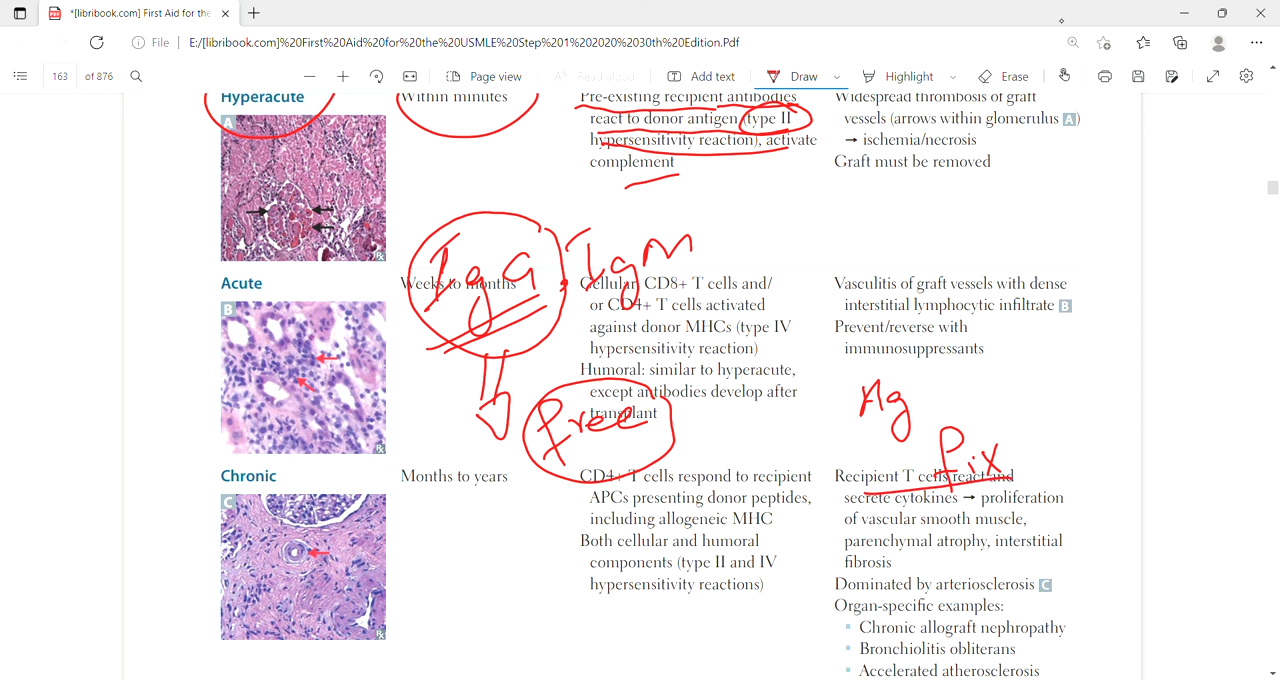 *[libribook.com] First Aid for the
File E:/[libribook.com]%20First%20Aid%20for%20the%20USMLE%20Step%201%202020%2030th%20Edition.Pdf
163 of 876 Page view Read aloud Add text Draw Highlight Erase
Hyperacute
Within minutes
Pre-existing recipient antibodies
react to donor antigen (type II
hypersensitivity reaction), activate
complement
Widespread thrombosis of graft
vessels (arrows within glomerulus A)
→ ischemia/necrosis
Graft must be removed
A
IgG : IgM
Acute
Weeks to months
Cellular: CD8+ T cells and/
or CD4+ T cells activated
against donor MHCs (type IV
hypersensitivity reaction)
Humoral: similar to hyperacute,
except antibodies develop after
transplant
Vasculitis of graft vessels with dense
interstitial lymphocytic infiltrate B
Prevent/reverse with
immunosuppressants
B
free
Ag
fix
Chronic
Months to years
CD4+ T cells respond to recipient
APCs presenting donor peptides,
including allogeneic MHC
Both cellular and humoral
components (type II and IV
hypersensitivity reactions)
Recipient T cells react and
secrete cytokines → proliferation
of vascular smooth muscle,
parenchymal atrophy, interstitial
fibrosis
Dominated by arteriosclerosis C
Organ-specific examples:
▪ Chronic allograft nephropathy
▪ Bronchiolitis obliterans
▪ Accelerated atherosclerosis
C